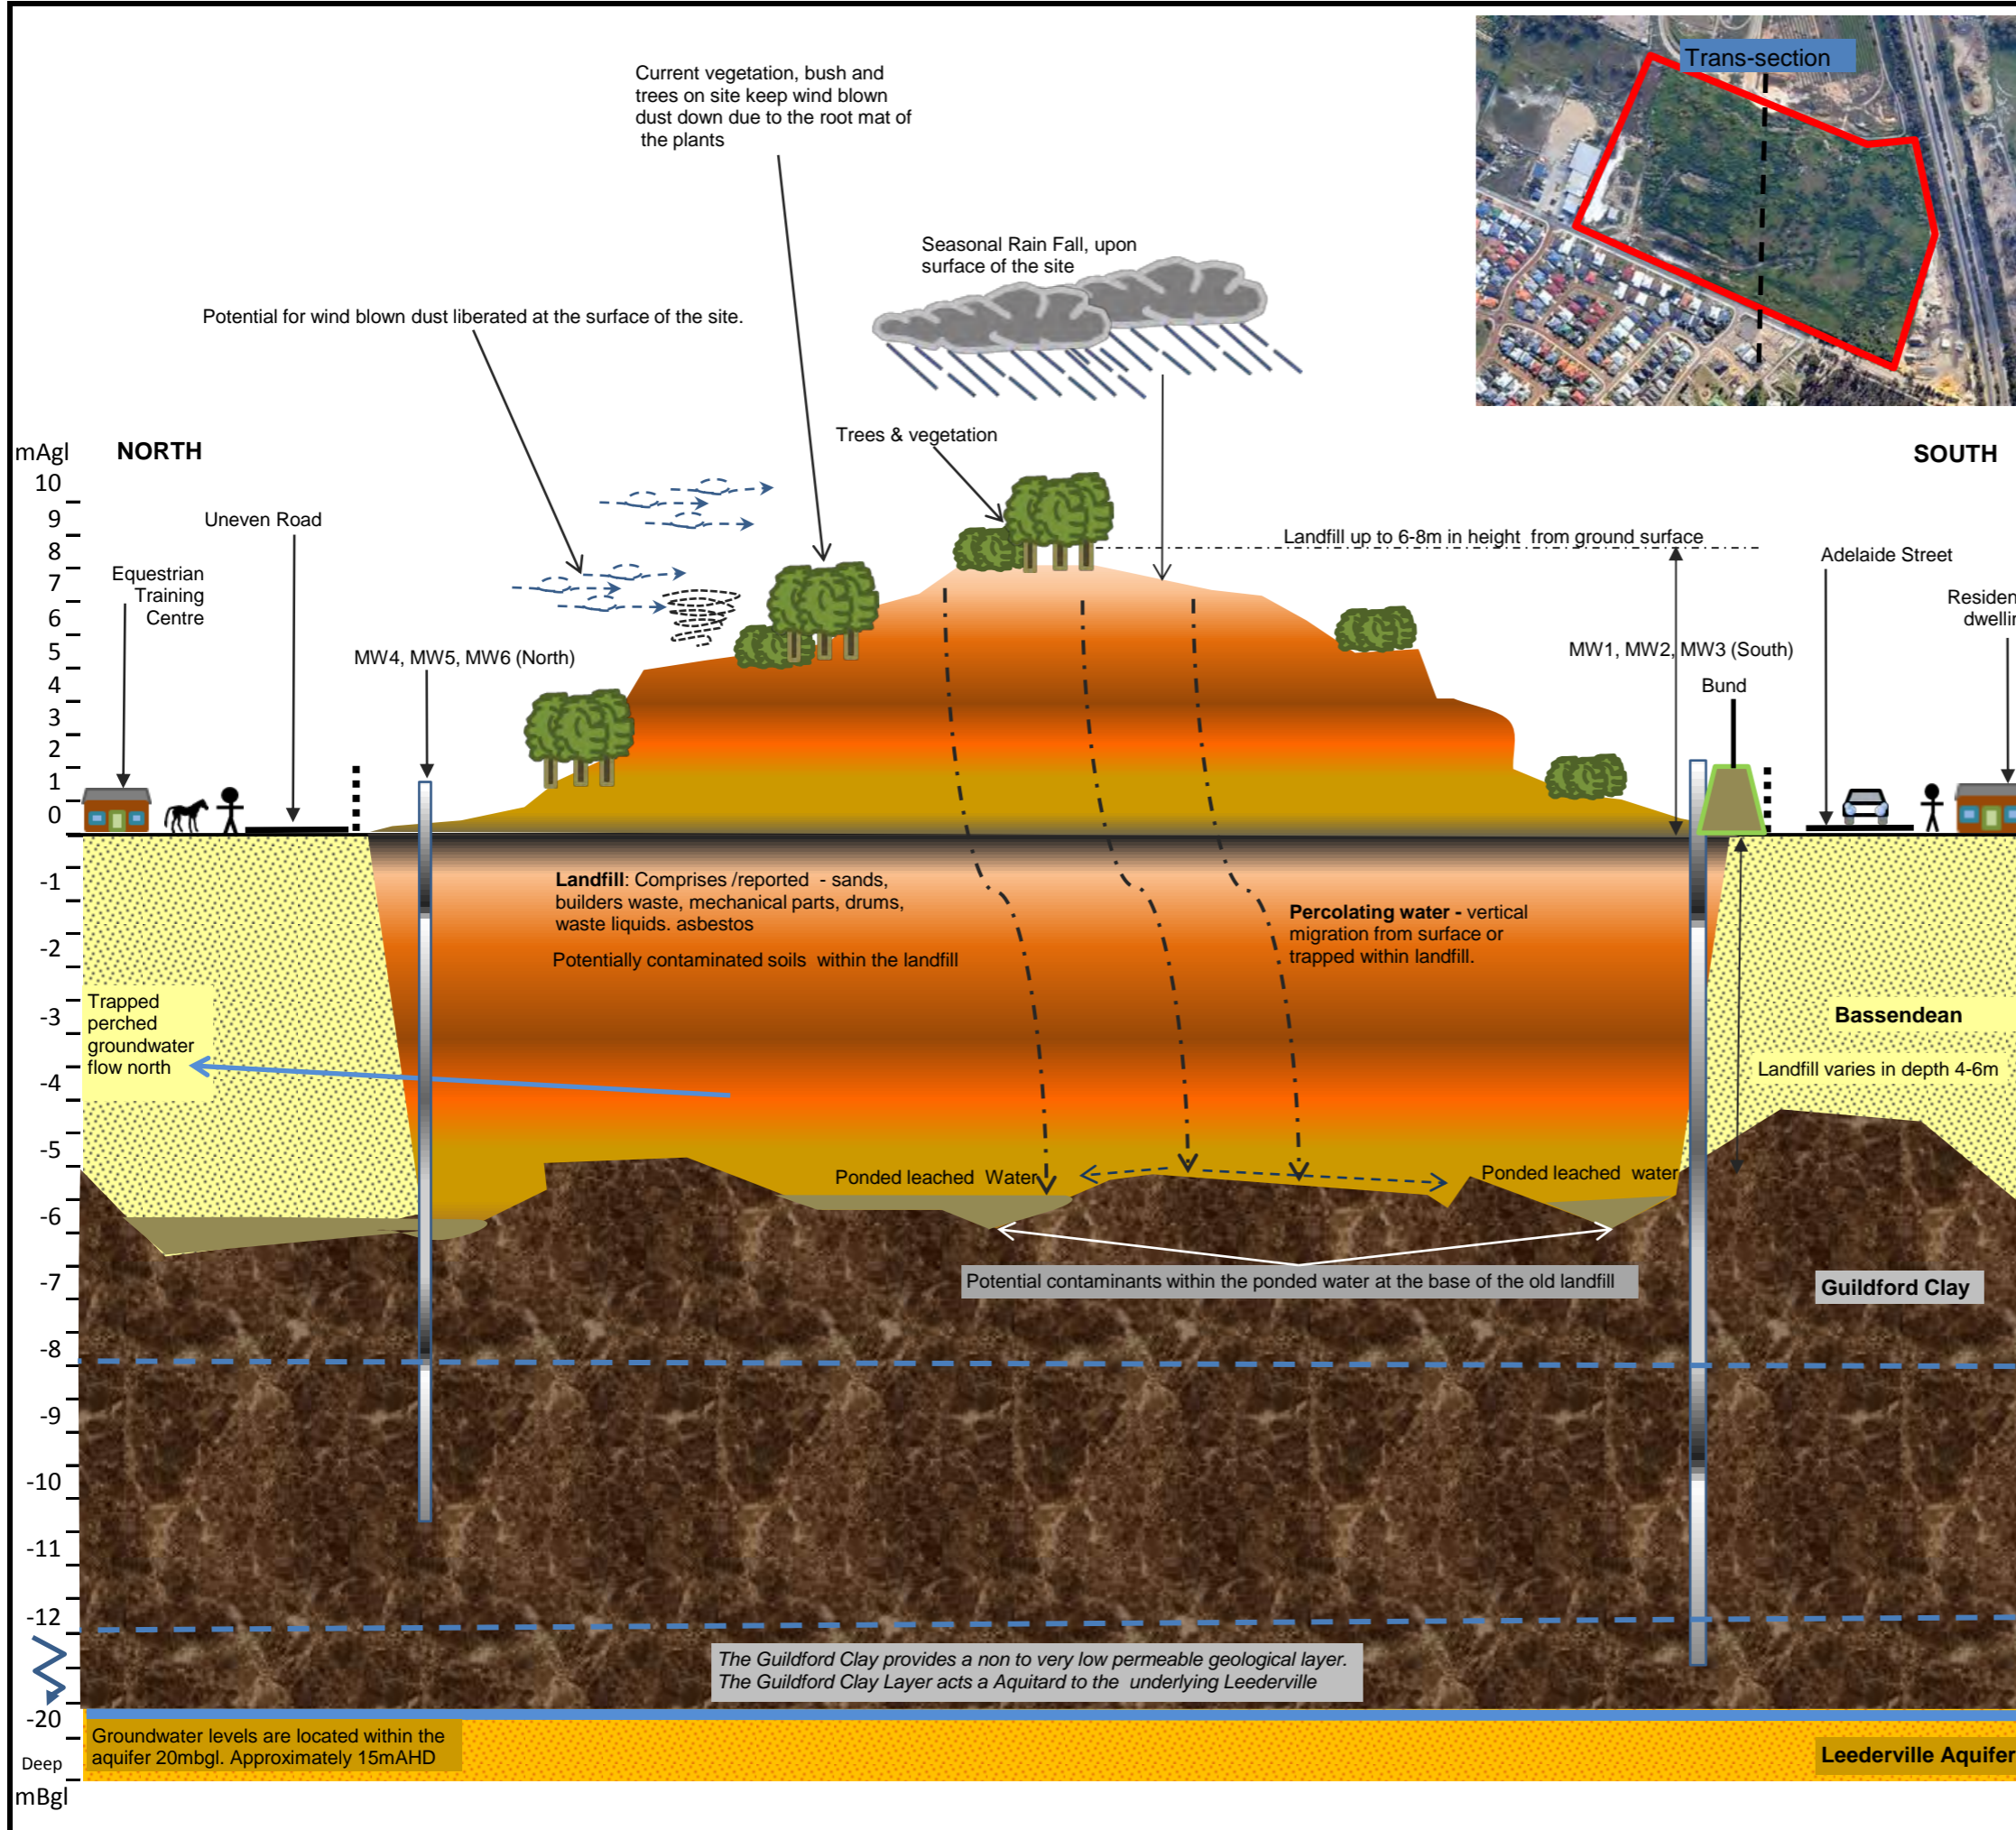 Trans-section
Current vegetation, bush and
trees on site keep wind blown
dust down due to the root mat of
the plants
Seasonal Rain Fall, upon
surface of the site
Potential for wind blown dust liberated at the surface of the site.
Trees & vegetation
mAgl
NORTH
SOUTH
10
9
8
7
6
5
4
3
2
1
0
-1
-2
-3
-4
-5
-6
-7
-8
-9
-10
-11
-12
-20
Deep
mBgl
Uneven Road
Equestrian
Training
Centre
MW4, MW5, MW6 (North)
Landfill up to 6-8m in height from ground surface
Adelaide Street
Residen
dwellin
MW1, MW2, MW3 (South)
Bund
Landfill: Comprises /reported - sands,
builders waste, mechanical parts, drums,
waste liquids. asbestos
Potentially contaminated soils within the landfill
Percolating water - vertical
migration from surface or
trapped within landfill.
Trapped
perched
groundwater
flow north
Bassendean
Landfill varies in depth 4-6m
Ponded leached Water
Ponded leached water
Potential contaminants within the ponded water at the base of the old landfill
Guildford Clay
The Guildford Clay provides a non to very low permeable geological layer.
The Guildford Clay Layer acts a Aquitard to the underlying Leederville
Groundwater levels are located within the
aquifer 20mbgl. Approximately 15mAHD
Leederville Aquifer